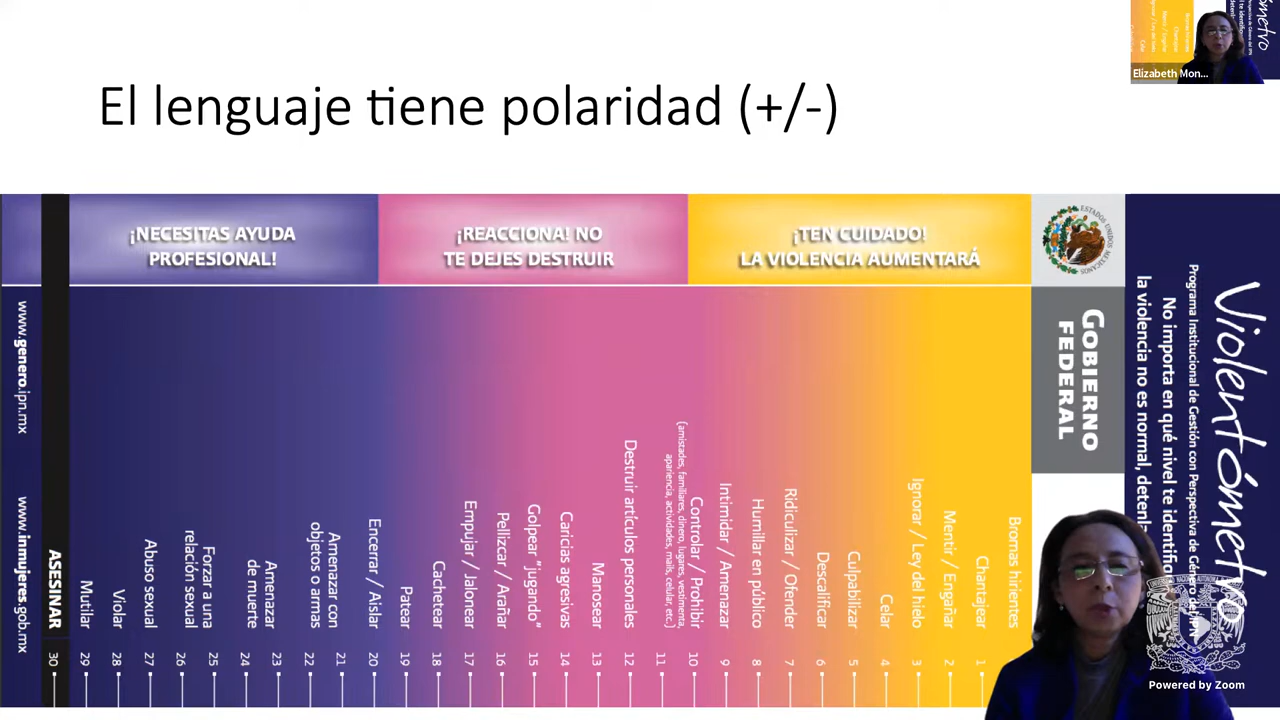 El lenguaje tiene polaridad (+/-)
Elizabeth Mon...
¡NECESITAS AYUDA
PROFESIONAL!
¡REACCIONA! NO
TE DEJES DESTRUIR
¡TEN CUIDADO!
LA VIOLENCIA AUMENTARÁ
ESTADOS UNIDOS MEXICANOS
GOBIERNO
FEDERAL
Violentómetro
Programa Institucional de Gestión con Perspectiva de Género del IPN
No importa en qué nivel te identifi
la violencia no es normal, detenla
Bromas hirientes
Chantajear
1
Mentir / Engañar
2
Ignorar / Ley del hielo
3
Celar
4
Culpabilizar
5
Descalificar
6
Ridiculizar / Ofender
7
Humillar en público
8
Intimidar / Amenazar
9
Controlar / Prohibir
10
(amistades, familiares, dinero, lugares, vestimenta,
apariencia, actividades, mails, celular, etc.)
11
Destruir artículos personales
12
Manosear
13
Caricias agresivas
14
Golpear "jugando"
15
Pellizcar / Arañar
16
Empujar / Jalonear
17
Cachetear
18
Patear
19
Encerrar / Aislar
20
Amenazar con
objetos o armas
21
22
Amenazar
de muerte
23
24
Forzar a una
relación sexual
25
26
Abuso sexual
27
Violar
28
Mutilar
29
ASESINAR
30
www.genero.ipn.mx
www.inmujeres.gob.mx
Powered by Zoom